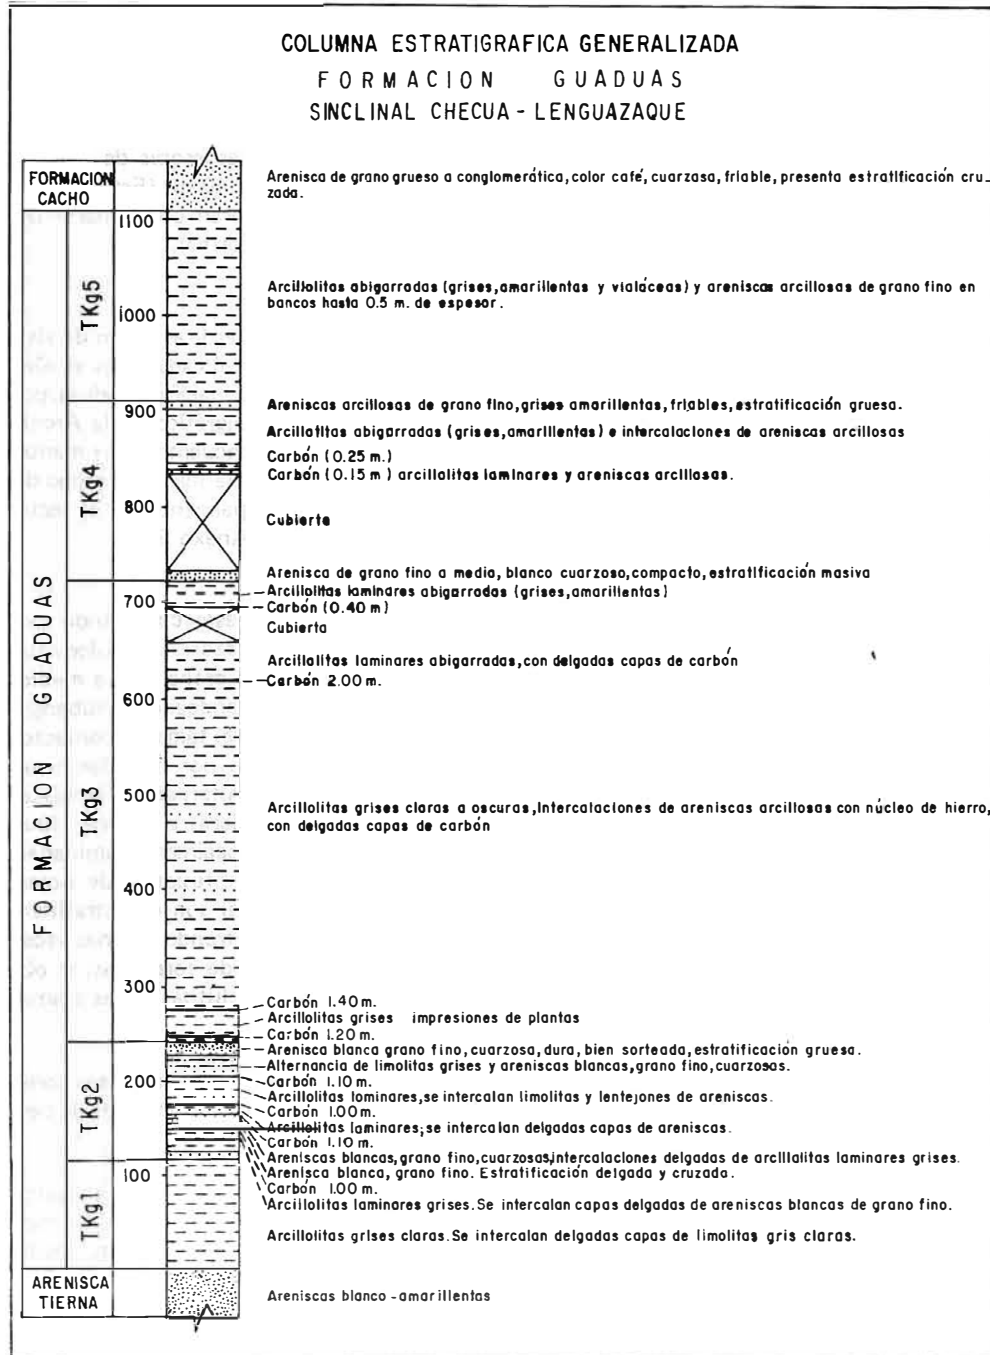 COLUMNA ESTRATIGRAFICA GENERALIZADA
FORMACION GUADUAS
SINCLINAL CHECUA - LENGUAZAQUE
FORMACION
CACHO
Arenisca de grano grueso a conglomerática, color café, cuarzasa, friable, presenta estratificación cru_
zada.
1100
TKg5
Arcillolitas abigarradas (grises, amarillentas y vialáceas) y areniscas arcillosas de grano fino en
bancos hasta 0.5 m. de espesor.
1000
900
Areniscas arcillosas de grano fino, grises amarillentas, friables, estratificación gruesa.
Arcillolitas abigarradas (grises, amarillentas) e intercalaciones de areniscas arcillosas
Carbón (0.25 m.)
Carbón (0.15 m) arcillolitas laminares y areniscas arcillosas.
TKg4
800
Cubierta
Arenisca de grano fino a media, blanco cuarzoso, compacto, estratificación masiva
Arcillolitas laminares abigarradas (grises, amarillentas)
700
Carbón (0.40 m)
Cubierta
Arcillalitas laminares abigarradas, con delgadas capas de carbón
Carbón 2.00 m.
600
FORMACION GUADUAS
TKg3
500
Arcillolitas grises claras a oscuras, Intercalaciones de areniscas arcillosas con núcleo de hierro,
con delgadas capas de carbón
400
300
Carbón 1.40 m.
Arcillolitas grises impresiones de plantas
Carbón 1.20 m.
Arenisca blanca grano fino, cuarzosa, dura, bien sorteada, estratificación gruesa.
Alternancia de limolitas grises y areniscas blancas, grano fino, cuarzosas.
TKg2
200
Carbón 1.10 m.
Arcillolitas lominares, se intercalan limolitas y lentejones de areniscas.
Carbón 1.00 m.
Arcillolitas laminares, se intercalan delgadas capas de areniscas.
Carbón 1.10 m.
Areniscas blancas, grano fino, cuarzosas, intercalaciones delgadas de arcillalitas laminares grises.
Arenisca blanca, grano fino. Estratificación delgada y cruzada.
100
Carbón 1.00 m.
Arcillolitas laminares grises. Se intercalan capas delgadas de areniscas blancas de grano fino.
TKg1
Arcillolitas grises claras. Se intercalan delgadas capas de limolitas gris claras.
ARENISCA
TIERNA
Areniscas blanco - amarillentas